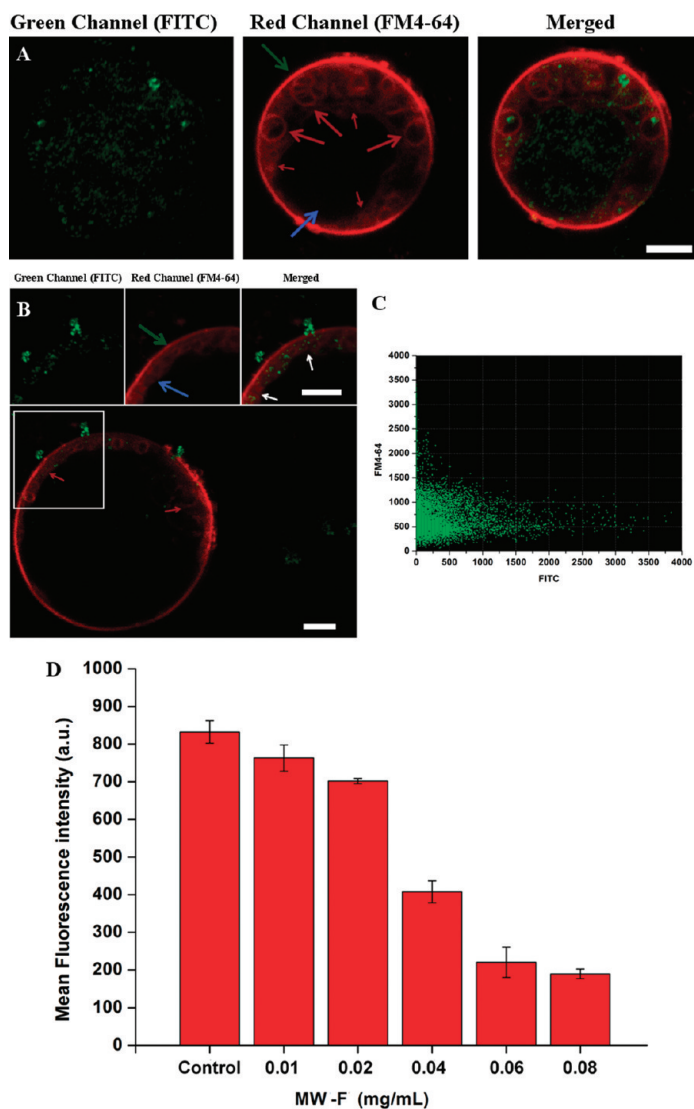 Green Channel (FITC) Red Channel (FM4-64) Merged
A
Green Channel (FITC) Red Channel (FM4-64) Merged
B
C
4000
3500
3000
2500
2000
1500
1000
500
0
FM4-64
0 500 1000 1500 2000 2500 3000 3500 4000
FITC
D
1000
900
800
700
600
500
400
300
200
100
0
Mean Fluorescence intensity (a.u.)
Control 0.01 0.02 0.04 0.06 0.08
MW -F (mg/mL)